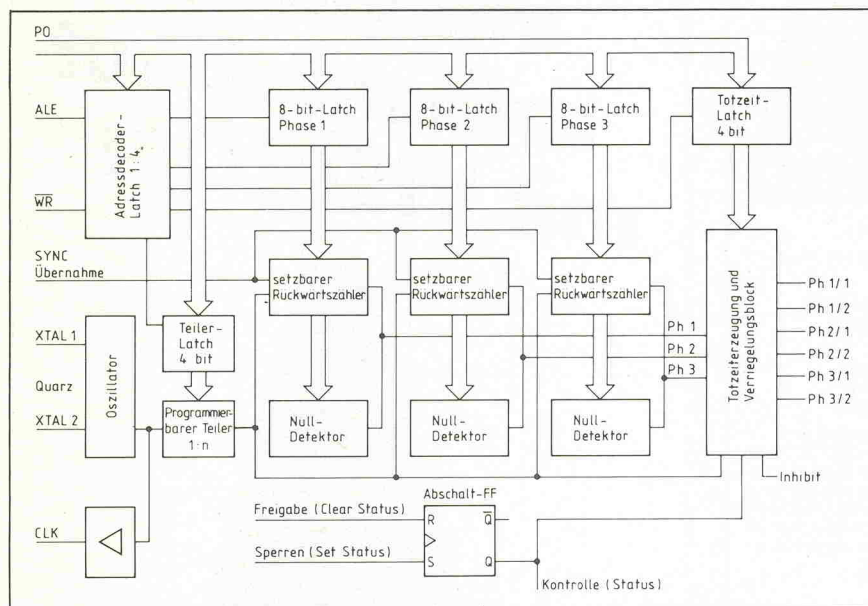 PO
ALE
WR
SYNC
Übernahme
XTAL 1
Quarz
XTAL 2
CLK
Adressdecoder-
Latch 1:4
8-bit-Latch
Phase 1
8-bit-Latch
Phase 2
8-bit-Latch
Phase 3
Totzeit-
Latch
4 bit
setzbarer
Rückwärtszähler
setzbarer
Rückwärtszähler
setzbarer
Rückwärtszähler
Teiler-
Latch
4 bit
Oszillator
Programmier-
barer Teiler
1:n
Null-
Detektor
Null-
Detektor
Null-
Detektor
Ph 1
Ph 2
Ph 3
Totzeiterzeugung und
Verriegelungsblock
Ph 1/1
Ph 1/2
Ph 2/1
Ph 2/2
Ph 3/1
Ph 3/2
Inhibit
Abschalt-FF
Freigabe (Clear Status)
Sperren (Set Status)
R
Q
S
Q
Kontrolle (Status)